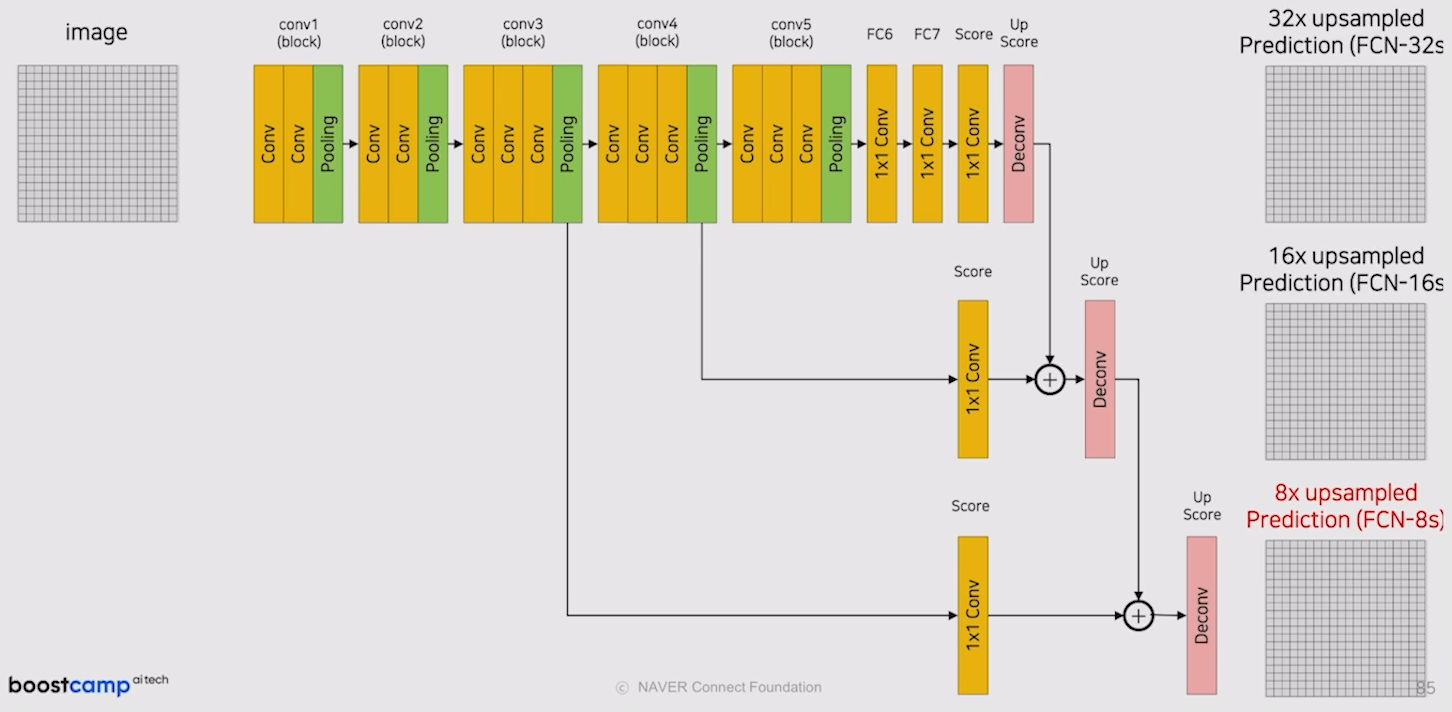 image
conv1
(block)
conv2
(block)
conv3
(block)
conv4
(block)
conv5
(block)
FC6
FC7
Score
Up
Score
32x upsampled
Prediction (FCN-32s
Conv
Conv
Pooling
Conv
Conv
Pooling
Conv
Conv
Conv
Pooling
Conv
Conv
Conv
Pooling
Conv
Conv
Conv
Pooling
1x1 Conv
1x1 Conv
1x1 Conv
Deconv
16x upsampled
Prediction (FCN-16s
Score
Up
Score
1x1 Conv
+
Deconv
8x upsampled
Prediction (FCN-8s)
Score
Up
Score
1x1 Conv
+
Deconv
boostcamp ai tech
© NAVER Connect Foundation
85